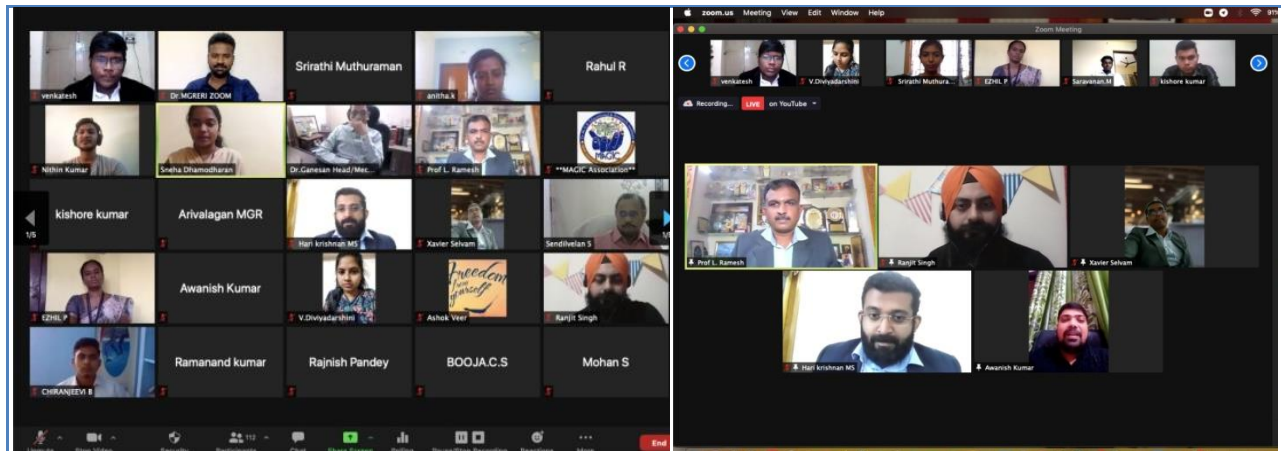 Srirathi Muthuraman
Rahul R
venkatesh
Dr.MGRERI ZOOM
anitha.k
MAGIC
Nithin Kumar
Sneha Dhamodharan
Dr.Ganesan Head/Mec...
Prof L. Ramesh
**MAGIC Association**
kishore kumar
Arivalagan MGR
1/5
Hari krishnan MS
Xavier Selvam
Sendilvelan S
Awanish Kumar
Freedom
yourself
EZHIL P
V.Diviyadarshini
Ashok Veer
Ranjit Singh
Ramanand kumar
Rajnish Pandey
BOOJA.C.S
Mohan S
CHIRANJEEVI B
112
End
zoom.us Meeting View Edit Window Help
Zoom Meeting
venkatesh
V.Diviyadarshini
Srirathi Muthura...
EZHIL P
Saravanan.M
kishore kumar
Recording...
LIVE on YouTube
Prof L. Ramesh
Ranjit Singh
Xavier Selvam
Hari krishnan MS
Awanish Kumar